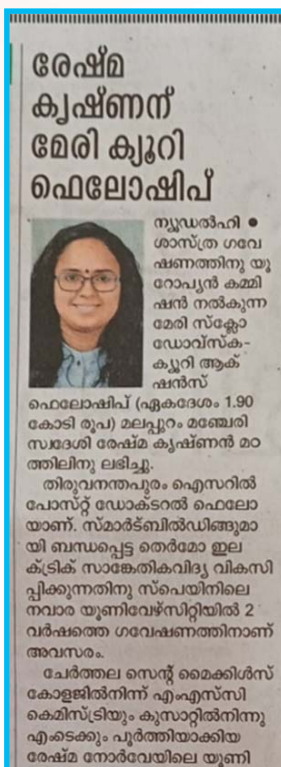 രേഷ്മ
കൃഷ്ണന്
മേരി ക്യൂറി
ഫെലോഷിപ്
ന്യൂഡൽഹി ●
ശാസ്ത്ര ഗവേ
ഷണത്തിനു യൂ
റോപ്യൻ കമ്മി
ഷൻ നൽകുന്ന
മേരി സ്ക്ലോ
ഡോവ്സ്ക-
ക്യൂറി ആക്
ഷൻസ്
ഫെലോഷിപ് (ഏകദേശം 1.90
കോടി രൂപ) മലപ്പുറം മഞ്ചേരി
സ്വദേശി രേഷ്മ കൃഷ്ണൻ മഠ
ത്തിലിനു ലഭിച്ചു.
തിരുവനന്തപുരം ഐസറിൽ
പോസ്റ്റ് ഡോക്ടറൽ ഫെലോ
യാണ്. സ്മാർട്ബിൽഡിങ്ങുമാ
യി ബന്ധപ്പെട്ട തെർമോ ഇല
ക്ട്രിക് സാങ്കേതികവിദ്യ വികസി
പ്പിക്കുന്നതിനു സ്പെയിനിലെ
നവാര യൂണിവേഴ്സിറ്റിയിൽ 2
വർഷത്തെ ഗവേഷണത്തിനാണ്
അവസരം.
ചേർത്തല സെന്റ് മൈക്കിൾസ്
കോളജിൽനിന്ന് എംഎസ്‌സി
കെമിസ്ട്രിയും കുസാറ്റിൽനിന്നു
എംടെക്കും പൂർത്തിയാക്കിയ
രേഷ്മ നോർവേയിലെ യൂണി